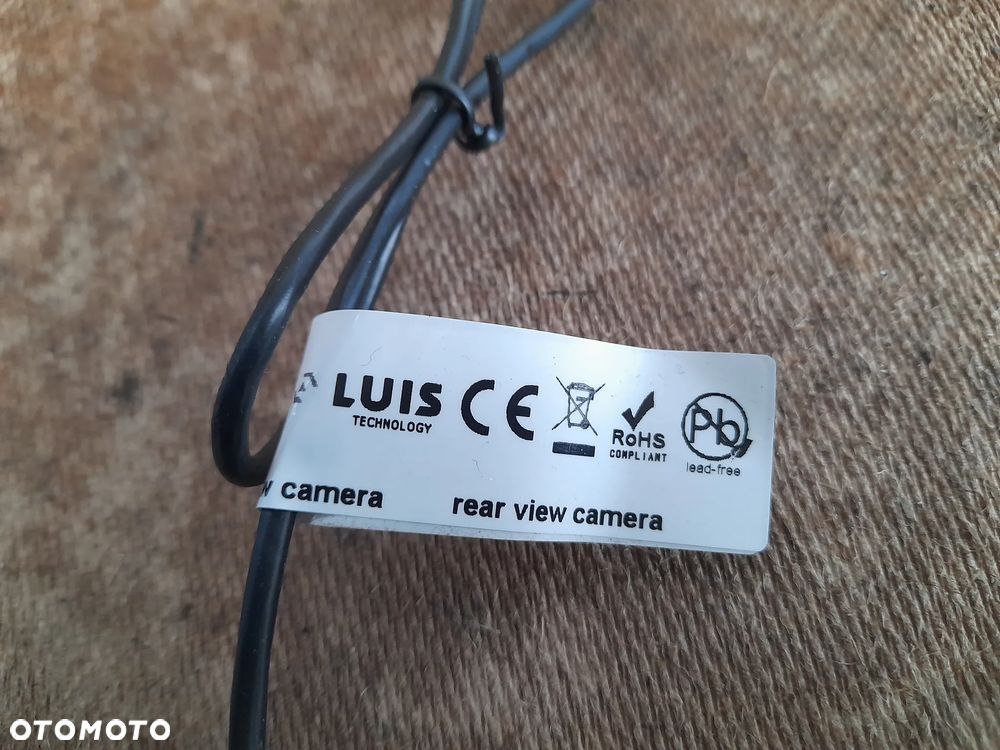 LUIS
TECHNOLOGY
CE
RoHS
COMPLIANT
Pb
lead-free
camera
rear view camera
OTOMOTO